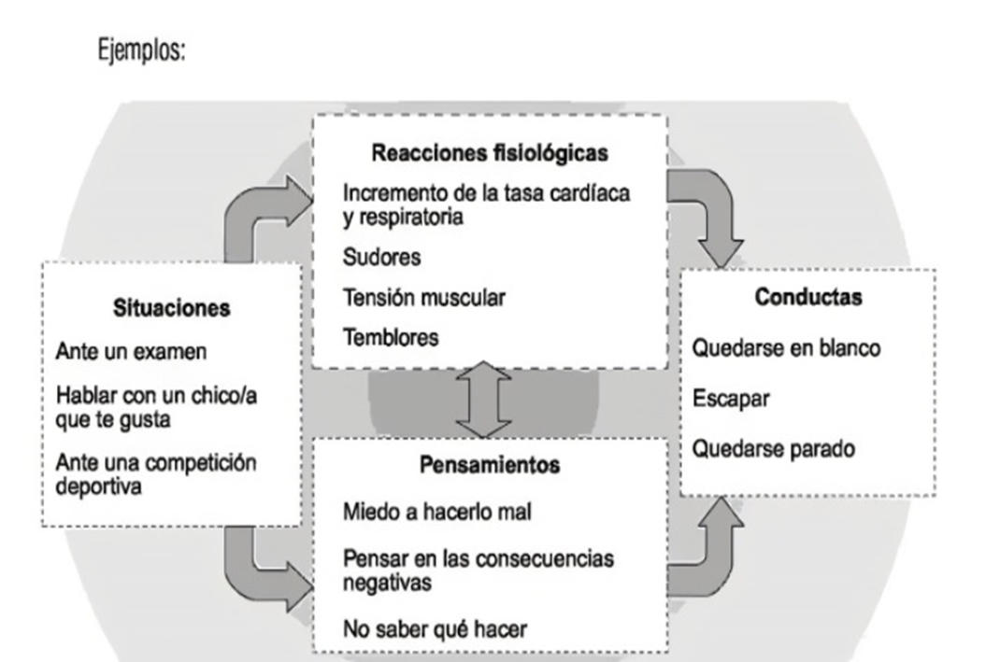 Ejemplos:
Situaciones
Ante un examen
Hablar con un chico/a
que te gusta
Ante una competición
deportiva
Reacciones fisiológicas
Incremento de la tasa cardíaca
y respiratoria
Sudores
Tensión muscular
Temblores
Pensamientos
Miedo a hacerlo mal
Pensar en las consecuencias
negativas
No saber qué hacer
Conductas
Quedarse en blanco
Escapar
Quedarse parado